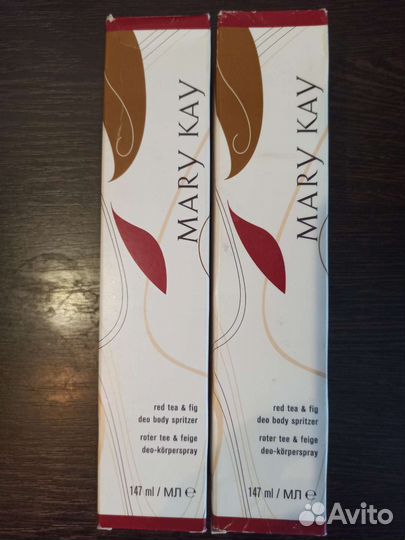 MARY KAY
red tea & fig
deo body spritzer
roter tee & feige
deo-körperspray
147 ml / МЛ ℮
MARY KAY
red tea & fig
deo body spritzer
roter tee & feige
deo-körperspray
147 ml / МЛ ℮
Avito